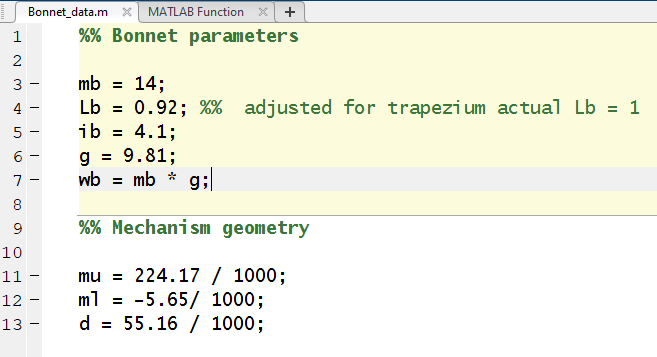 Bonnet_data.m × MATLAB Function × +
1 %% Bonnet parameters
2
3 – mb = 14;
4 – Lb = 0.92; %%  adjusted for trapezium actual Lb = 1
5 – ib = 4.1;
6 – g = 9.81;
7 – wb = mb * g;
8
9 %% Mechanism geometry
10
11 – mu = 224.17 / 1000;
12 – ml = -5.65/ 1000;
13 – d = 55.16 / 1000;